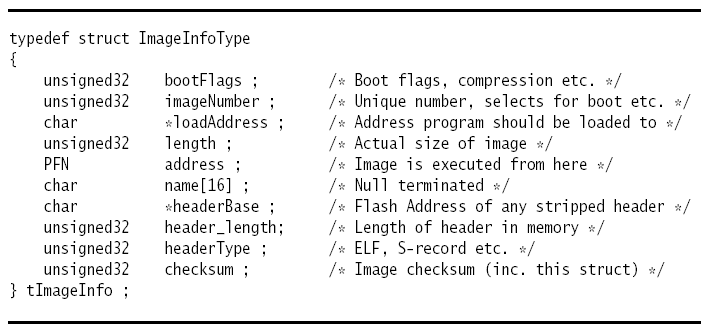 typedef struct ImageInfoType
{
    unsigned32    bootFlags ;         /* Boot flags, compression etc. */
    unsigned32    imageNumber ;       /* Unique number, selects for boot etc. */
    char          *loadAddress ;      /* Address program should be loaded to */
    unsigned32    length ;            /* Actual size of image */
    PFN           address ;           /* Image is executed from here */
    char          name[16] ;          /* Null terminated */
    char          *headerBase ;       /* Flash Address of any stripped header */
    unsigned32    header_length;      /* Length of header in memory */
    unsigned32    headerType ;        /* ELF, S-record etc. */
    unsigned32    checksum ;          /* Image checksum (inc. this struct) */
} tImageInfo ;